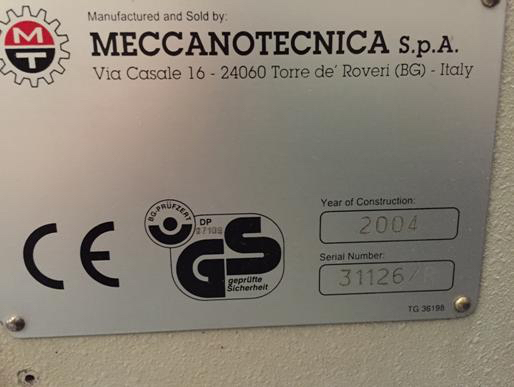 Manufactured and Sold by:
MT
MECCANOTECNICA S.p.A.
Via Casale 16 - 24060 Torre de' Roveri (BG) - Italy
Year of Construction:
2004
CE
BG-PRÜFZERT
DP
GS
geprüfte
Sicherheit
Serial Number:
31126/
TG 36198